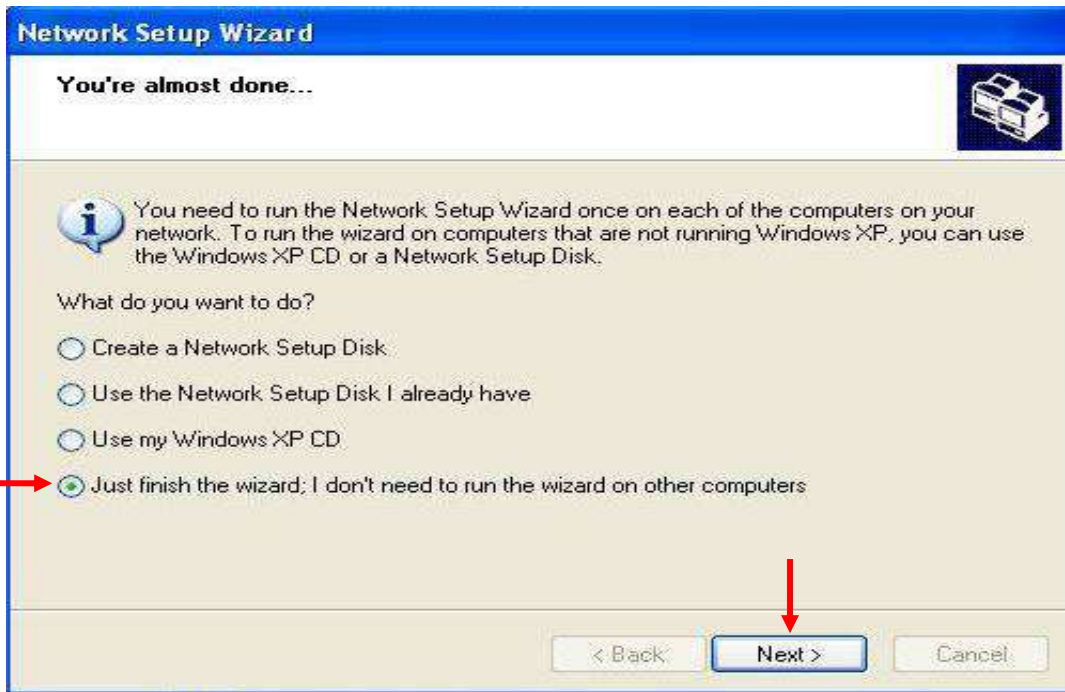 Network Setup Wizard
You're almost done...
You need to run the Network Setup Wizard once on each of the computers on your
network. To run the wizard on computers that are not running Windows XP, you can use
the Windows XP CD or a Network Setup Disk.
What do you want to do?
Create a Network Setup Disk
Use the Network Setup Disk I already have
Use my Windows XP CD
Just finish the wizard; I don't need to run the wizard on other computers
< Back
Next >
Cancel